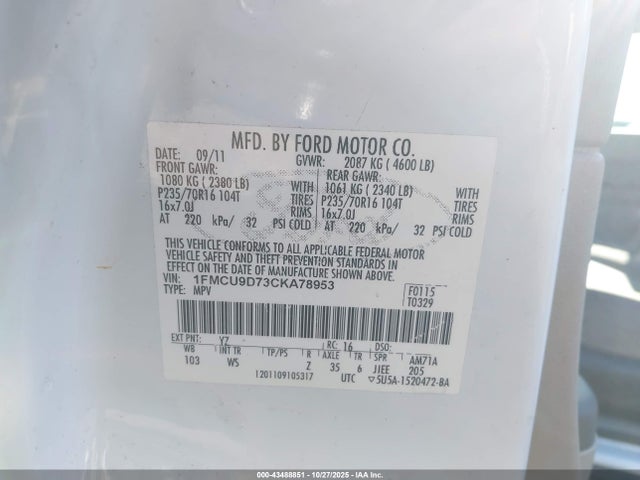 MFD. BY FORD MOTOR CO.
DATE: 09/11 GVWR: 2087 KG ( 4600 LB)
FRONT GAWR: REAR GAWR:
1080 KG ( 2380 LB) WITH 1061 KG ( 2340 LB) WITH
P235/70R16 104T TIRES P235/70R16 104T TIRES
16x7.0J RIMS 16x7.0J RIMS
AT 220 kPa/ 32 PSI COLD AT 220 kPa/ 32 PSI COLD
THIS VEHICLE CONFORMS TO ALL APPLICABLE FEDERAL MOTOR
VEHICLE SAFETY AND THEFT PREVENTION STANDARDS IN EFFECT
ON THE DATE OF MANUFACTURE SHOWN ABOVE.
VIN: 1FMCU9D73CKA78953 F0115
TYPE: MPV T0329
EXT PNT: YZ RC: 16 DSO:
WB INT TR TP/PS R AXLE TR SPR AM71A
103 WS Z 35 6 JIEE 205
1201109105317 UTC ▽5U5A-1520472-BA
000-43488851 | 10/27/2025 - IAA Inc.